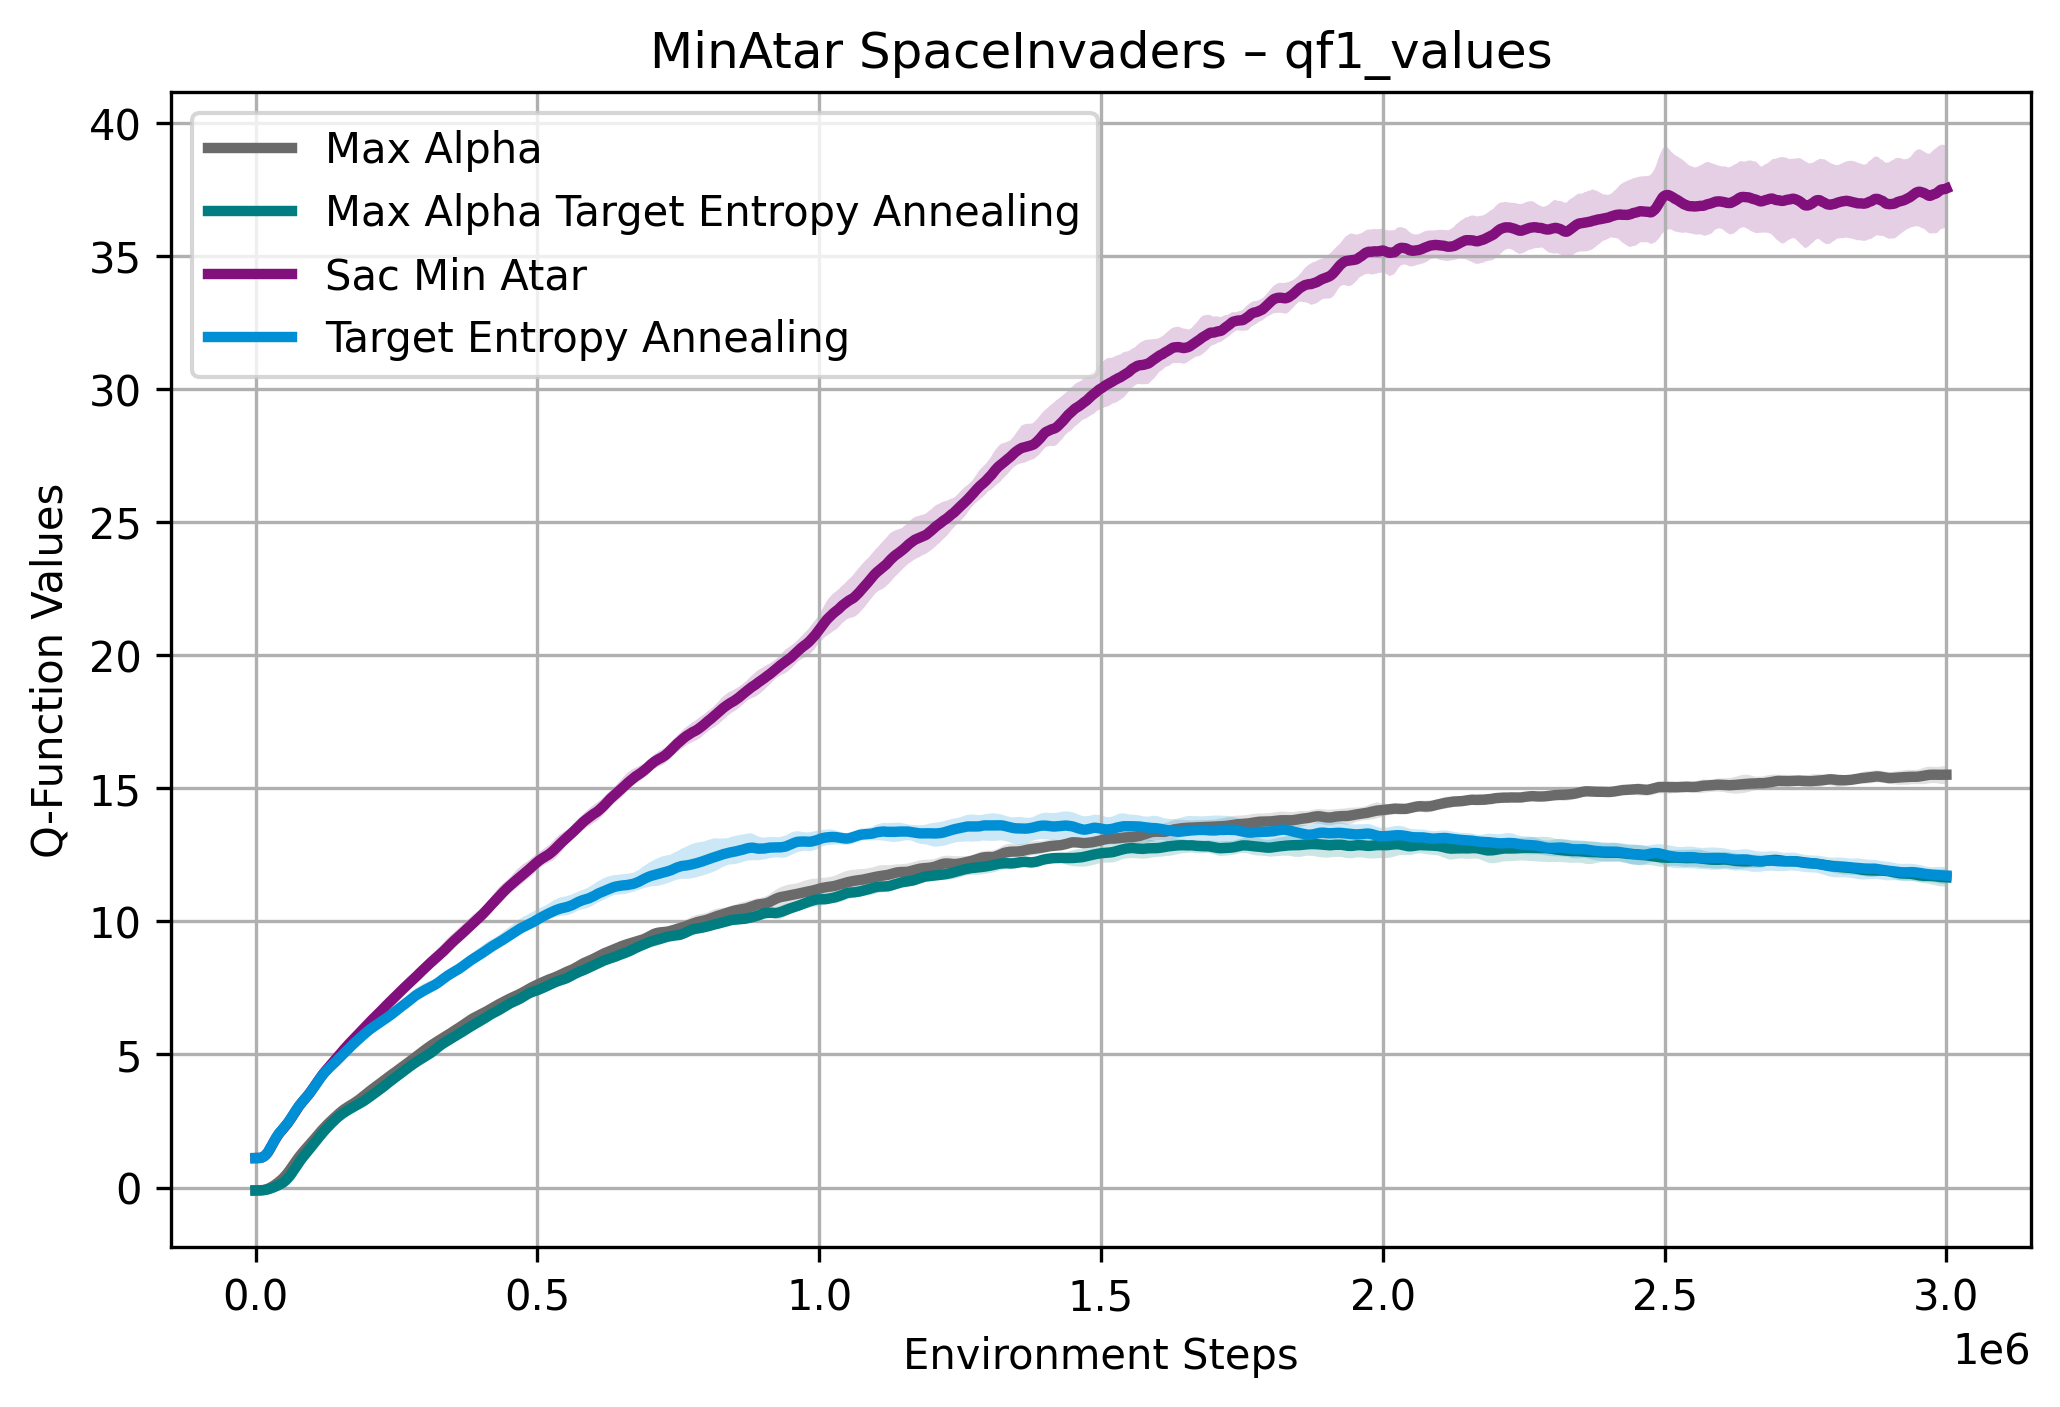 MinAtar SpaceInvaders – qf1_values
Max Alpha
Max Alpha Target Entropy Annealing
Sac Min Atar
Target Entropy Annealing
Q-Function Values
40
35
30
25
20
15
10
5
0
0.0 0.5 1.0 1.5 2.0 2.5 3.0
1e6
Environment Steps